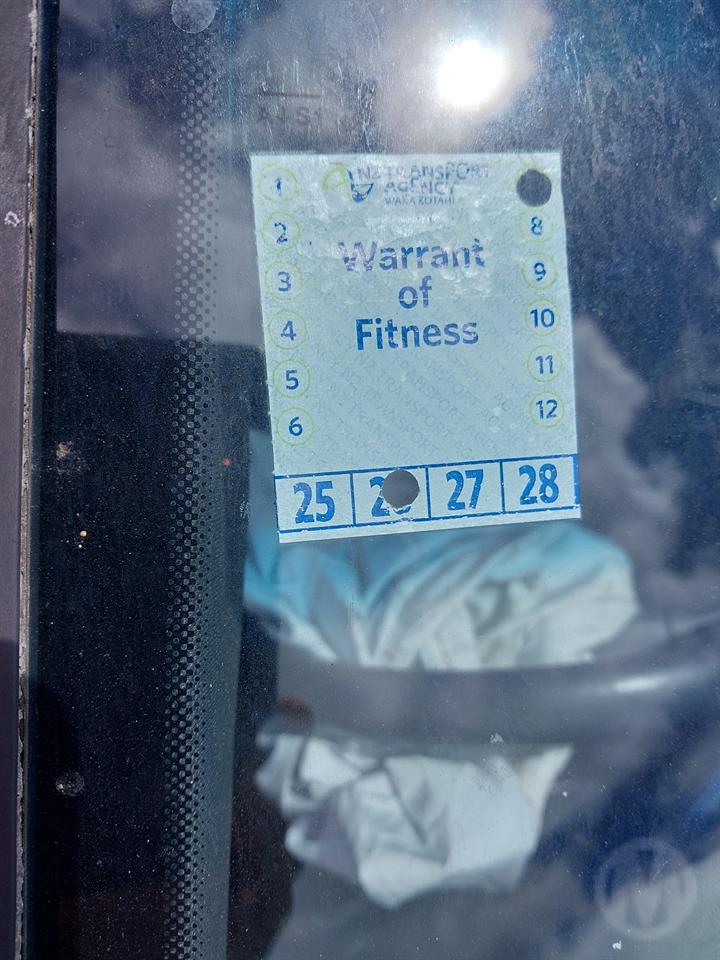 NZ TRANSPORT
AGENCY
WAKA KOTAHI
Warrant
of
Fitness
1
2
3
4
5
6
8
9
10
11
12
25 27 28
M